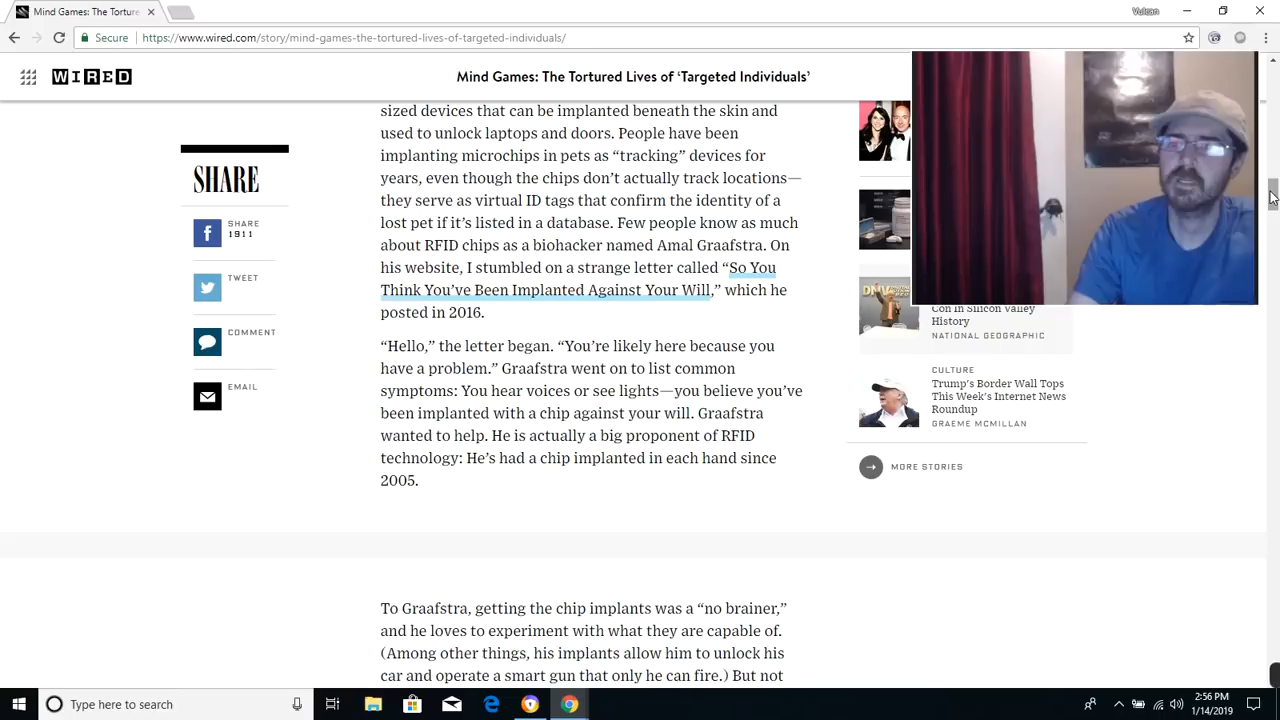 Mind Games: The Torture
Vulcan
Secure
https://www.wired.com/story/mind-games-the-tortured-lives-of-targeted-individuals/
WIRED
Mind Games: The Tortured Lives of ‘Targeted Individuals’
SHARE
SHARE
1911
TWEET
COMMENT
EMAIL
sized devices that can be implanted beneath the skin and
used to unlock laptops and doors. People have been
implanting microchips in pets as “tracking” devices for
years, even though the chips don’t actually track locations—
they serve as virtual ID tags that confirm the identity of a
lost pet if it’s listed in a database. Few people know as much
about RFID chips as a biohacker named Amal Graafstra. On
his website, I stumbled on a strange letter called “So You
Think You’ve Been Implanted Against Your Will,” which he
posted in 2016.
“Hello,” the letter began. “You’re likely here because you
have a problem.” Graafstra went on to list common
symptoms: You hear voices or see lights—you believe you’ve
been implanted with a chip against your will. Graafstra
wanted to help. He is actually a big proponent of RFID
technology: He’s had a chip implanted in each hand since
2005.
To Graafstra, getting the chip implants was a “no brainer,”
and he loves to experiment with what they are capable of.
(Among other things, his implants allow him to unlock his
car and operate a smart gun that only he can fire.) But not
Con in Silicon Valley
History
NATIONAL GEOGRAPHIC
CULTURE
Trump’s Border Wall Tops
This Week’s Internet News
Roundup
GRAEME MCMILLAN
MORE STORIES
Type here to search
2:56 PM
1/14/2019